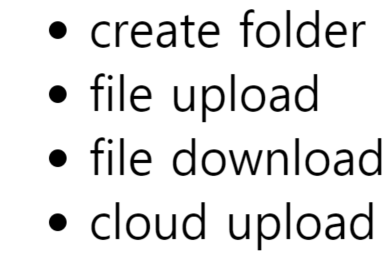 • create folder
• file upload
• file download
• cloud upload